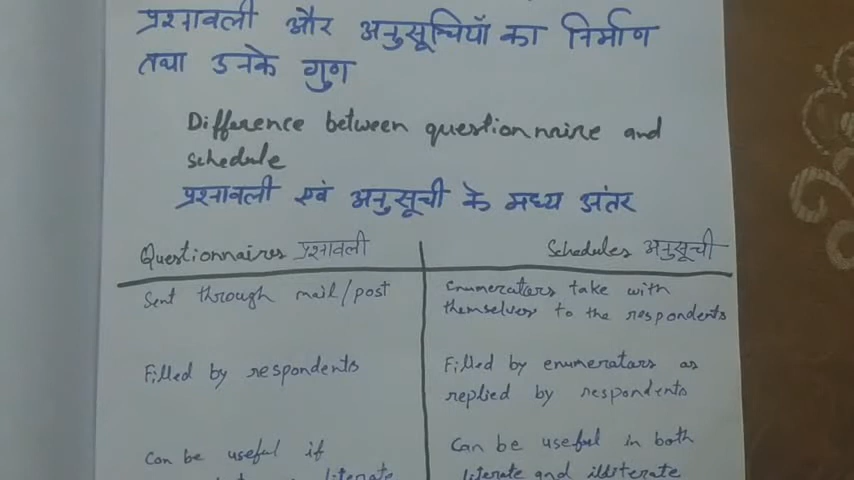 प्रश्नावली और अनुसूचियों का निर्माण
तथा उनके गुण
Difference between questionnaire and
schedule
प्रश्नावली एवं अनुसूची के मध्य अंतर
Questionnaires प्रश्नावली
Schedules अनुसूची
Sent through mail/post
Enumerators take with
themselves to the respondents
Filled by respondents
Filled by enumerators as
replied by respondents
Can be useful if
literate
Can be useful in both
literate and illiterate